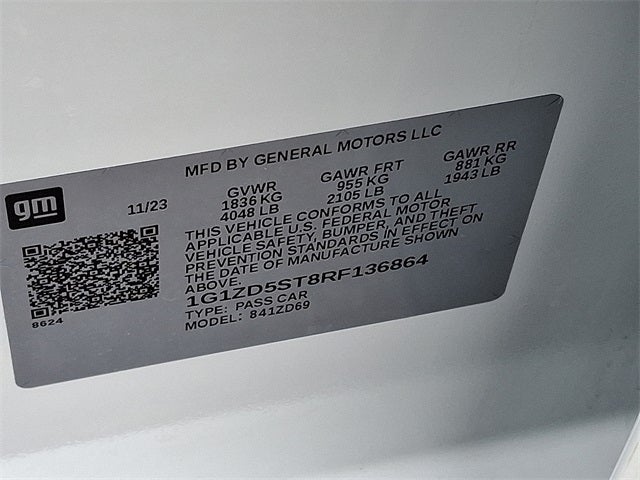 MFD BY GENERAL MOTORS LLC
gm
11/23
GVWR GAWR FRT GAWR RR
1836 KG 955 KG 881 KG
4048 LB 2105 LB 1943 LB
THIS VEHICLE CONFORMS TO ALL
APPLICABLE U.S. FEDERAL MOTOR
VEHICLE SAFETY, BUMPER, AND THEFT
PREVENTION STANDARDS IN EFFECT ON
THE DATE OF MANUFACTURE SHOWN
ABOVE.
1G1ZD5ST8RF136864
TYPE: PASS CAR
MODEL: 841ZD69
8624